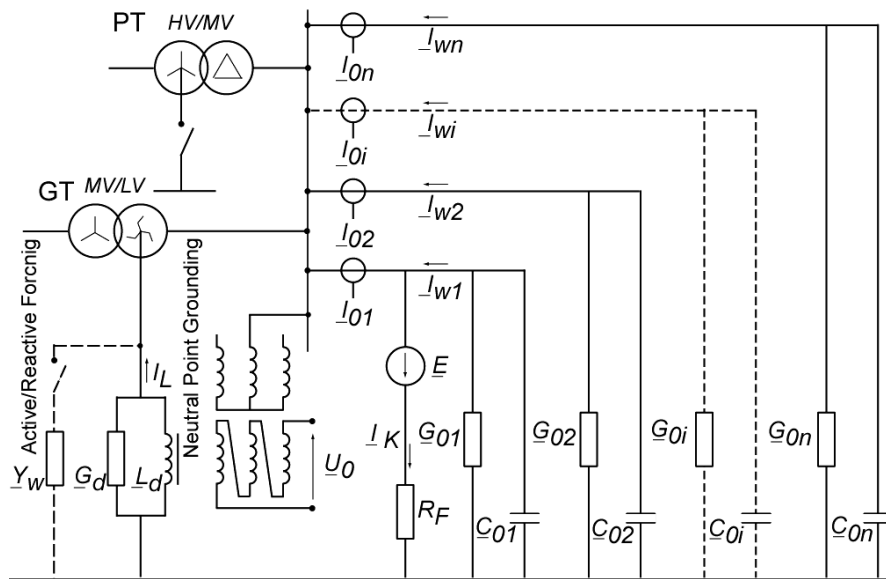 PT HV/MV
I0n
Iwn
I0i
Iwi
GT MV/LV
I02
Iw2
I01
Iw1
Active/Reactive Forcnig
Neutral Point Grounding
IL
E
IK
Yw
Gd
Ld
U0
RF
G01
G02
G0i
G0n
C01
C02
C0i
C0n